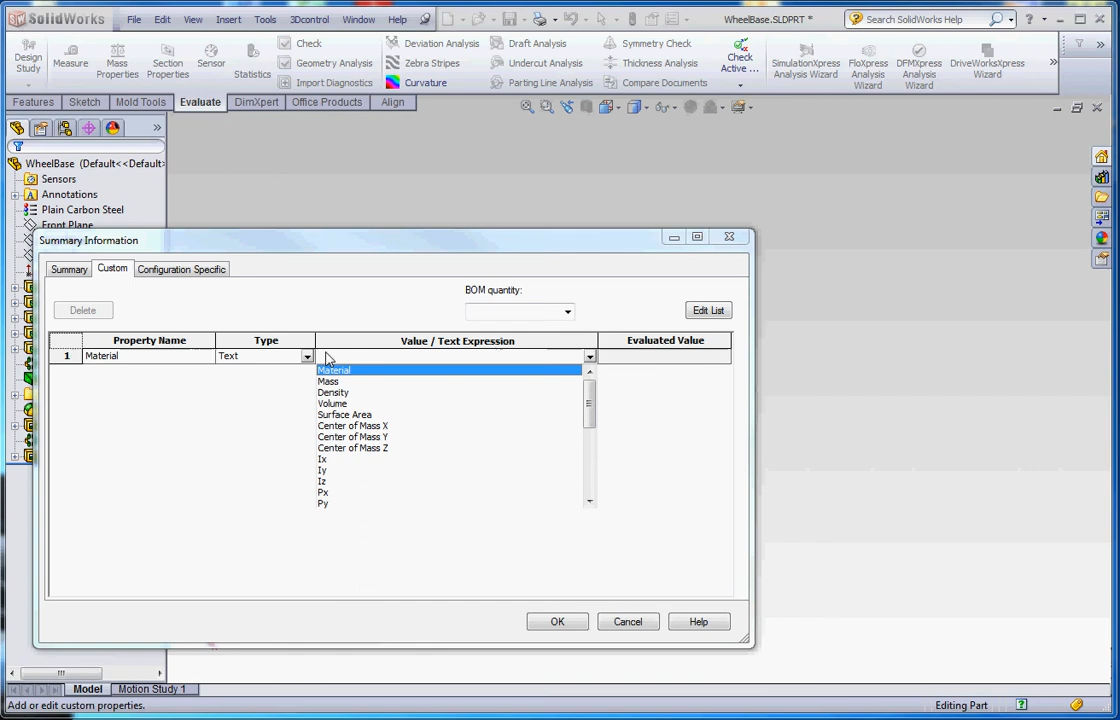 SolidWorks File Edit View Insert Tools 3Dcontrol Window Help WheelBase.SLDPRT * Search SolidWorks Help
Design Study
Measure
Mass Properties
Section Properties
Sensor
Statistics
Check
Geometry Analysis
Import Diagnostics
Deviation Analysis
Zebra Stripes
Curvature
Draft Analysis
Undercut Analysis
Parting Line Analysis
Symmetry Check
Thickness Analysis
Compare Documents
Check Active ...
SimulationXpress Analysis Wizard
FloXpress Analysis Wizard
DFMXpress Analysis Wizard
DriveWorksXpress Wizard
Features Sketch Mold Tools Evaluate DimXpert Office Products Align
WheelBase (Default<<Default>
Sensors
Annotations
Plain Carbon Steel
Front Plane
Summary Information
Summary Custom Configuration Specific
BOM quantity:
Delete
Edit List
Property Name Type Value / Text Expression Evaluated Value
1 Material Text
Material
Mass
Density
Volume
Surface Area
Center of Mass X
Center of Mass Y
Center of Mass Z
Ix
Iy
Iz
Px
Py
OK Cancel Help
Model Motion Study 1
Add or edit custom properties. Editing Part